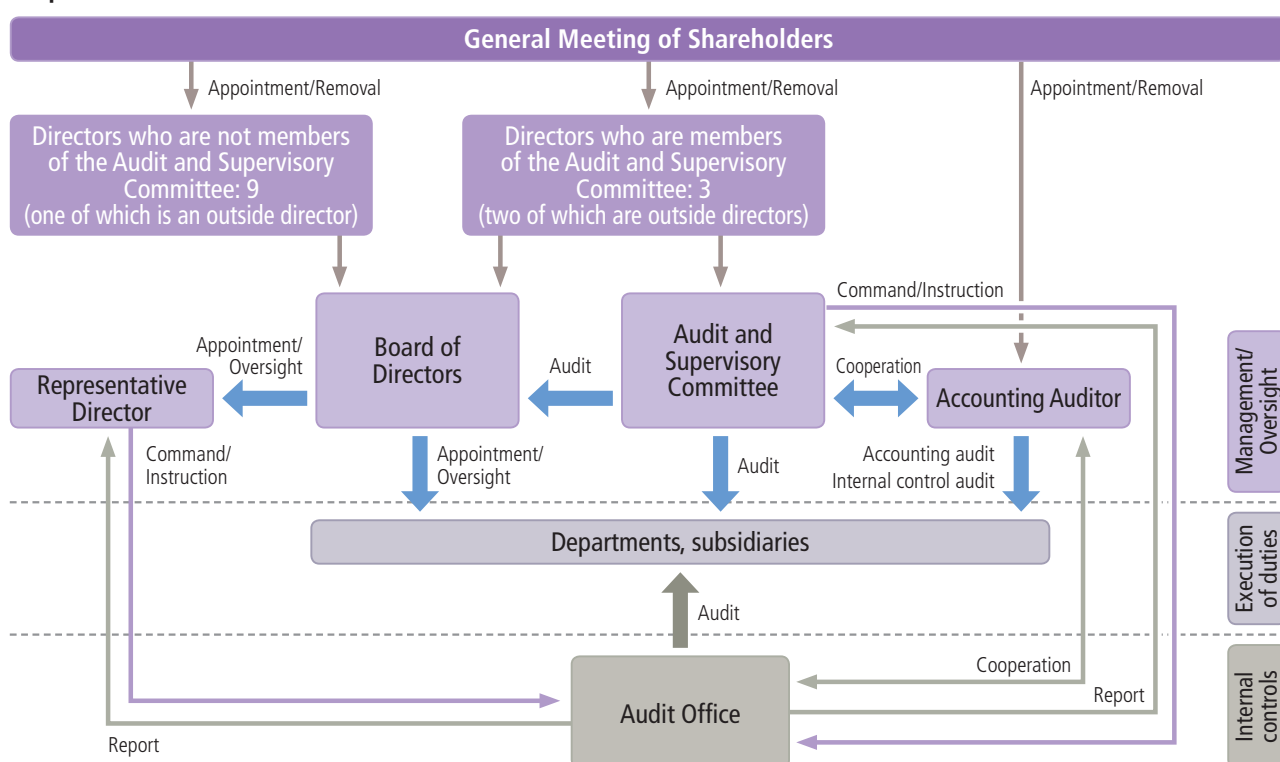 General Meeting of Shareholders
Appointment/Removal
Appointment/Removal
Appointment/Removal
Directors who are not members
of the Audit and Supervisory
Committee: 9
(one of which is an outside director)
Directors who are members
of the Audit and Supervisory
Committee: 3
(two of which are outside directors)
Command/Instruction
Appointment/
Oversight
Board of
Directors
Audit
Audit and
Supervisory
Committee
Cooperation
Representative
Director
Accounting Auditor
Management/
Oversight
Command/
Instruction
Appointment/
Oversight
Audit
Accounting audit
Internal control audit
Departments, subsidiaries
Execution
of duties
Audit
Cooperation
Audit Office
Report
Report
Internal
controls